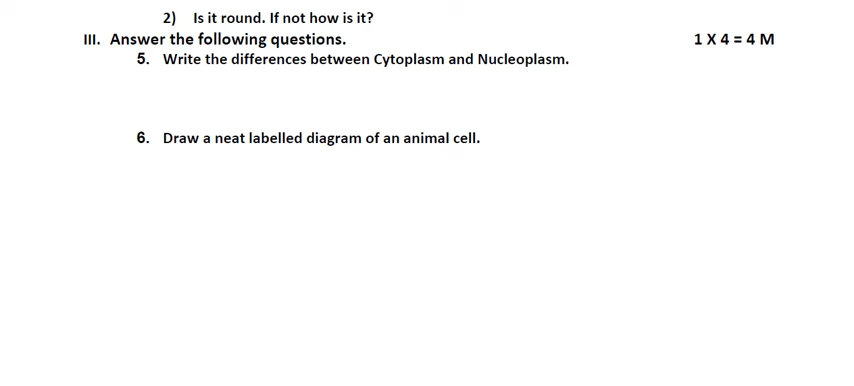 2) Is it round. If not how is it?
III. Answer the following questions. 1 X 4 = 4 M
5. Write the differences between Cytoplasm and Nucleoplasm.
6. Draw a neat labelled diagram of an animal cell.